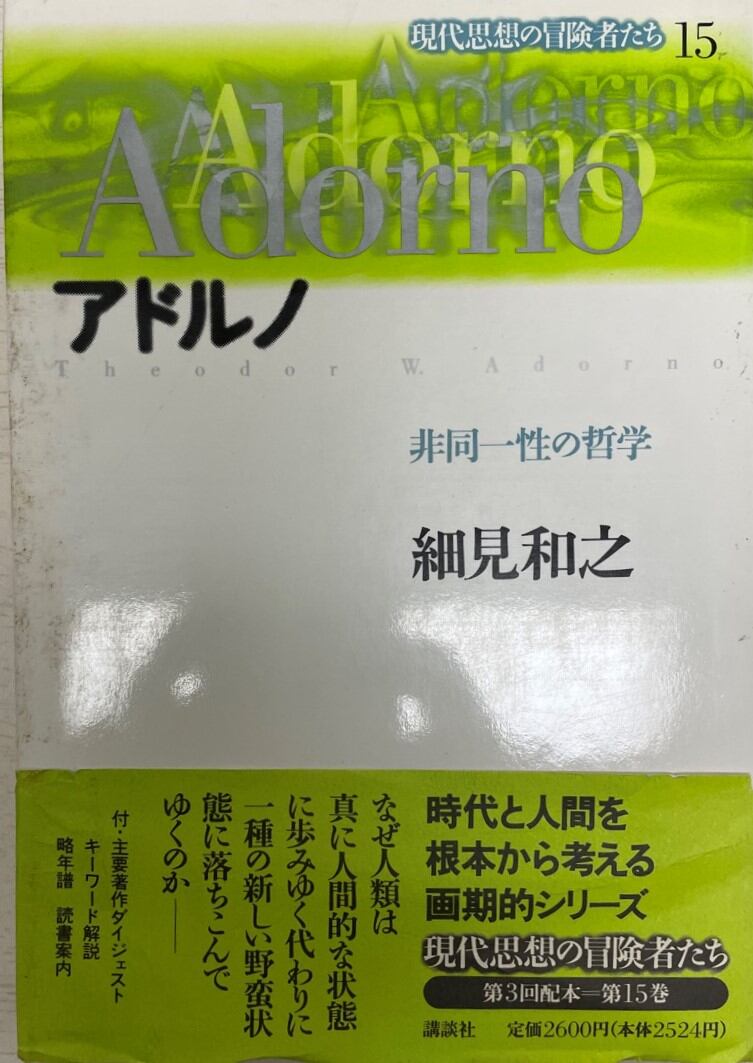 現代思想の冒険者たち 15
Adorno
Adorno
Adorno
アドルノ
Theodor W. Adorno
非同一性の哲学
細見和之
時代と人間を
根本から考える
画期的シリーズ
現代思想の冒険者たち
第3回配本=第15巻
講談社 定価2600円(本体2524円)
なぜ人類は
真に人間的な状態
に歩みゆく代わりに
一種の新しい野蛮状
態に落ちこんで
ゆくのか――
付・主要著作ダイジェスト
キーワード解説
略年譜 読書案内